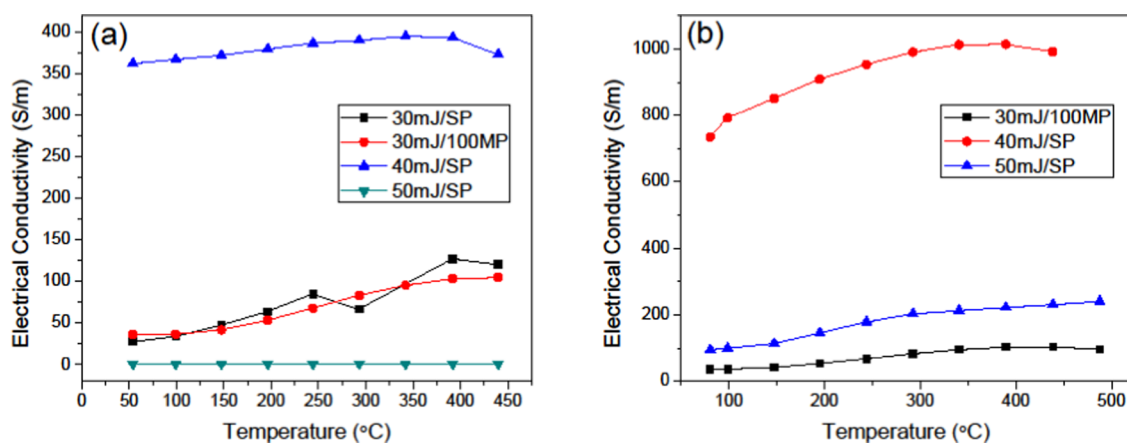 (a)
Electrical Conductivity (S/m)
400
350
300
250
200
150
100
50
0
30mJ/SP
30mJ/100MP
40mJ/SP
50mJ/SP
0 50 100 150 200 250 300 350 400 450
Temperature (°C)
(b)
Electrical Conductivity (S/m)
1000
800
600
400
200
0
30mJ/100MP
40mJ/SP
50mJ/SP
100 200 300 400 500
Temperature (°C)